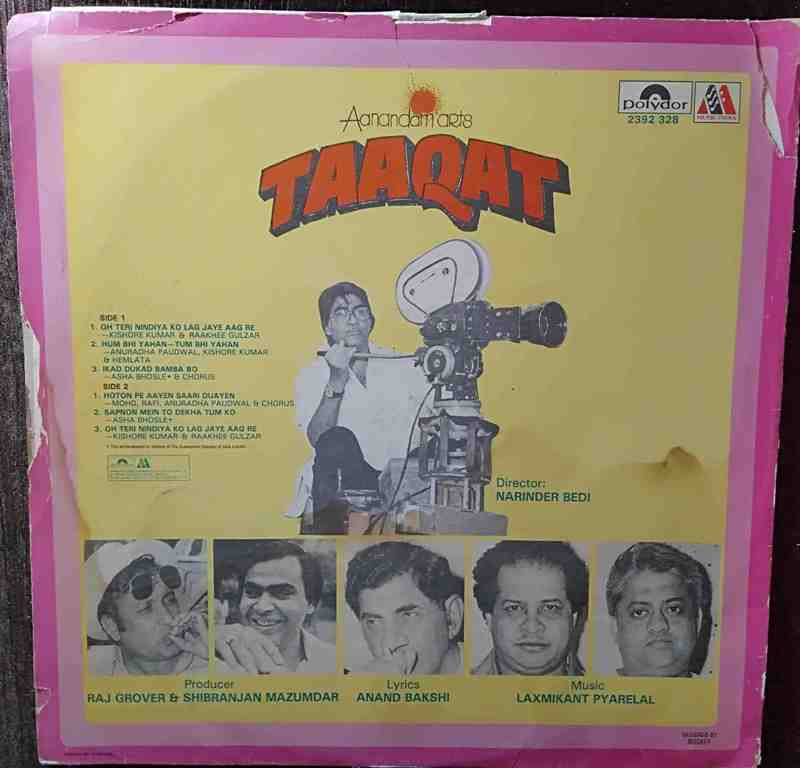 Aanandam arts
TAAQAT
polydor
MUSIC INDIA
2392 328
SIDE 1
1. OH TERI NINDIYA KO LAG JAYE AAG RE
—KISHORE KUMAR & RAAKHEE GULZAR
2. HUM BHI YAHAN—TUM BHI YAHAN
—ANURADHA PAUDWAL, KISHORE KUMAR
& HEMLATA
3. IKAD DUKAD BAMBA BO
—ASHA BHOSLE* & CHORUS
SIDE 2
1. HOTON PE AAYEN SAARI DUAYEN
—MOHD, RAFI, ANURADHA PAUDWAL & CHORUS
2. SAPNON MEIN TO DEKHA TUM KO
—ASHA BHOSLE*
3. OH TERI NINDIYA KO LAG JAYE AAG RE
—KISHORE KUMAR & RAAKHEE GULZAR
Director:
NARINDER BEDI
Producer
RAJ GROVER & SHIBRANJAN MAZUMDAR
Lyrics
ANAND BAKSHI
Music
LAXMIKANT PYARELAL